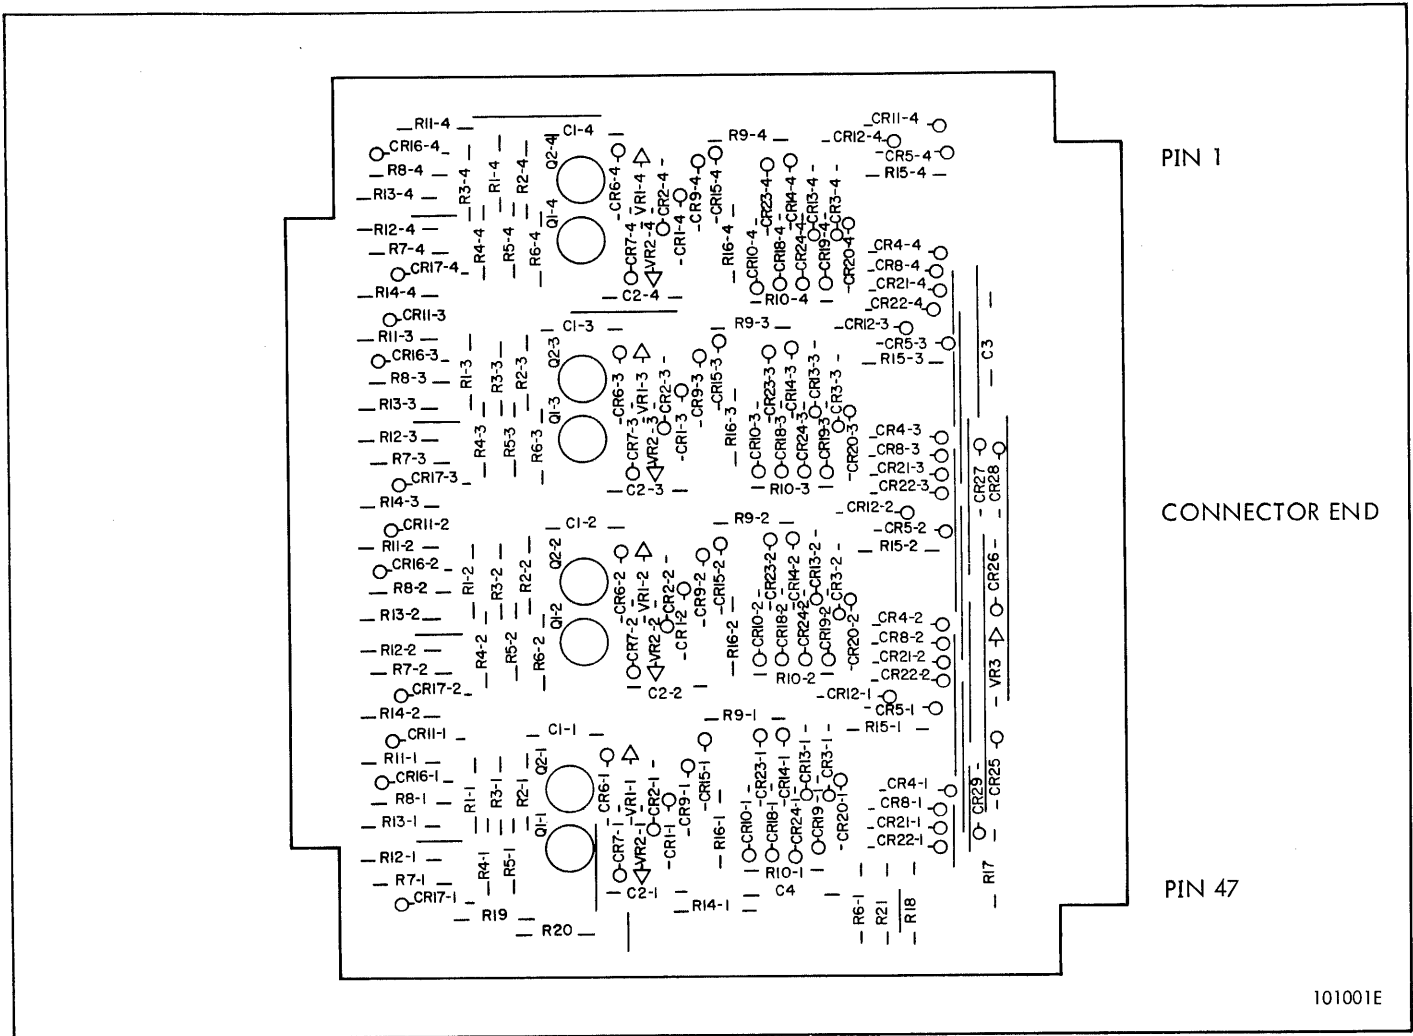 R11-4
C1-4
R9-4
CR11-4
CR12-4
CR16-4
CR5-4
PIN 1
R8-4
R15-4
R13-4
R3-4
R1-4
R2-4
Q2-4
Q1-4
CR6-4
VR1-4
CR2-4
CR9-4
CR15-4
CR23-4
CR14-4
CR13-4
CR3-4
R12-4
R7-4
CR17-4
R14-4
R4-4
R5-4
R6-4
CR7-4
VR2-4
CR1-4
R16-4
CR10-4
CR18-4
CR24-4
CR19-4
CR20-4
CR4-4
CR8-4
CR21-4
CR22-4
C2-4
R10-4
CR11-3
R11-3
C1-3
R9-3
CR12-3
CR5-3
R15-3
C3
CR16-3
R8-3
R13-3
R1-3
R3-3
R2-3
Q2-3
Q1-3
CR6-3
VR1-3
CR2-3
CR9-3
CR15-3
CR23-3
CR14-3
CR13-3
CR3-3
R12-3
R7-3
CR17-3
R14-3
R4-3
R5-3
R6-3
CR7-3
VR2-3
CR1-3
R16-3
CR10-3
CR18-3
CR24-3
CR19-3
CR20-3
CR4-3
CR8-3
CR21-3
CR22-3
CR27
CR28
C2-3
R10-3
CONNECTOR END
CR11-2
R11-2
C1-2
R9-2
CR12-2
CR5-2
R15-2
CR16-2
R8-2
R13-2
R1-2
R3-2
R2-2
Q2-2
Q1-2
CR6-2
VR1-2
CR2-2
CR9-2
CR15-2
CR23-2
CR14-2
CR13-2
CR3-2
CR26
R12-2
R7-2
CR17-2
R14-2
R4-2
R5-2
R6-2
CR7-2
VR2-2
CR1-2
R16-2
CR10-2
CR18-2
CR24-2
CR19-2
CR20-2
CR4-2
CR8-2
CR21-2
CR22-2
VR3
C2-2
R10-2
CR12-1
CR5-1
R15-1
CR11-1
R11-1
C1-1
R9-1
CR16-1
R8-1
R13-1
R1-1
R3-1
R2-1
Q2-1
Q1-1
CR6-1
VR1-1
CR2-1
CR9-1
CR15-1
CR23-1
CR14-1
CR13-1
CR3-1
CR4-1
CR8-1
CR21-1
CR22-1
CR29
CR25
R12-1
R7-1
CR17-1
R4-1
R5-1
CR7-1
VR2-1
CR1-1
R16-1
CR10-1
CR18-1
CR24-1
CR19-1
CR20-1
R17
PIN 47
C2-1
R10-1
C4
R19
R20
R14-1
R6-1
R21
R18
101001E